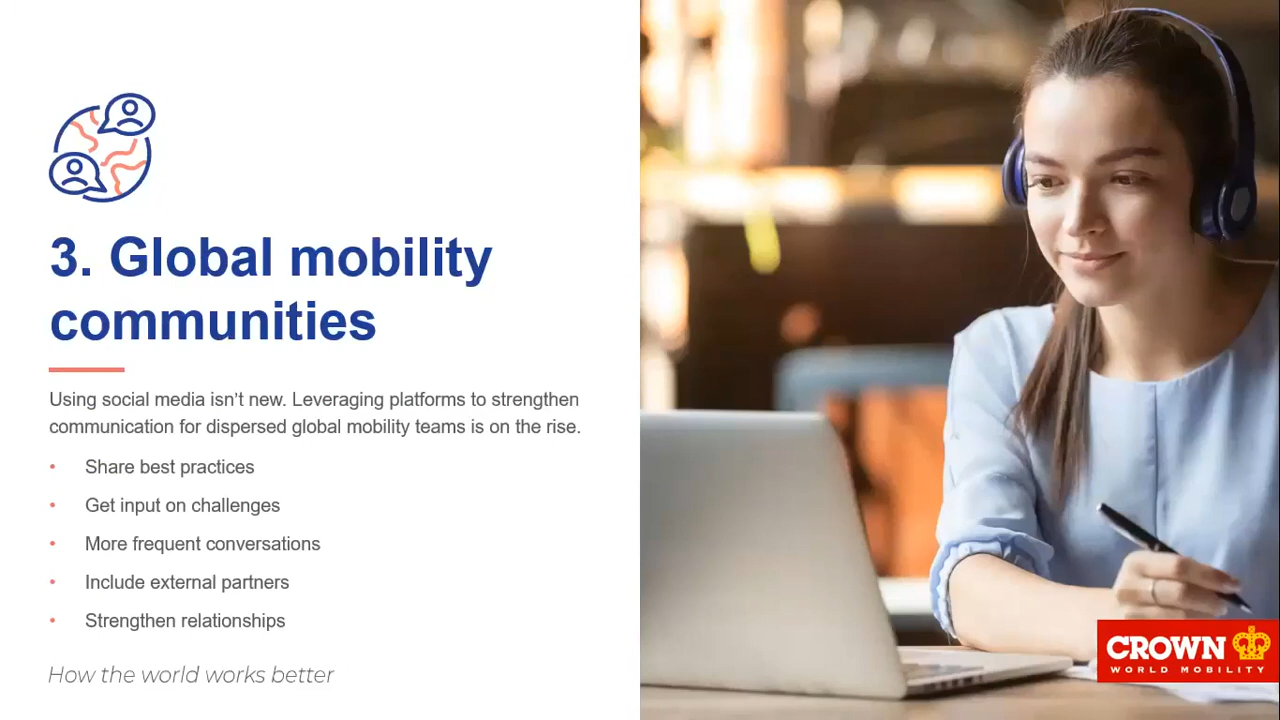 3. Global mobility
communities
Using social media isn’t new. Leveraging platforms to strengthen
communication for dispersed global mobility teams is on the rise.
• Share best practices
• Get input on challenges
• More frequent conversations
• Include external partners
• Strengthen relationships
How the world works better
CROWN
WORLD MOBILITY